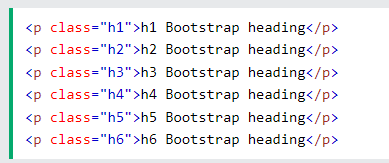 <p class="h1">h1 Bootstrap heading</p>
<p class="h2">h2 Bootstrap heading</p>
<p class="h3">h3 Bootstrap heading</p>
<p class="h4">h4 Bootstrap heading</p>
<p class="h5">h5 Bootstrap heading</p>
<p class="h6">h6 Bootstrap heading</p>